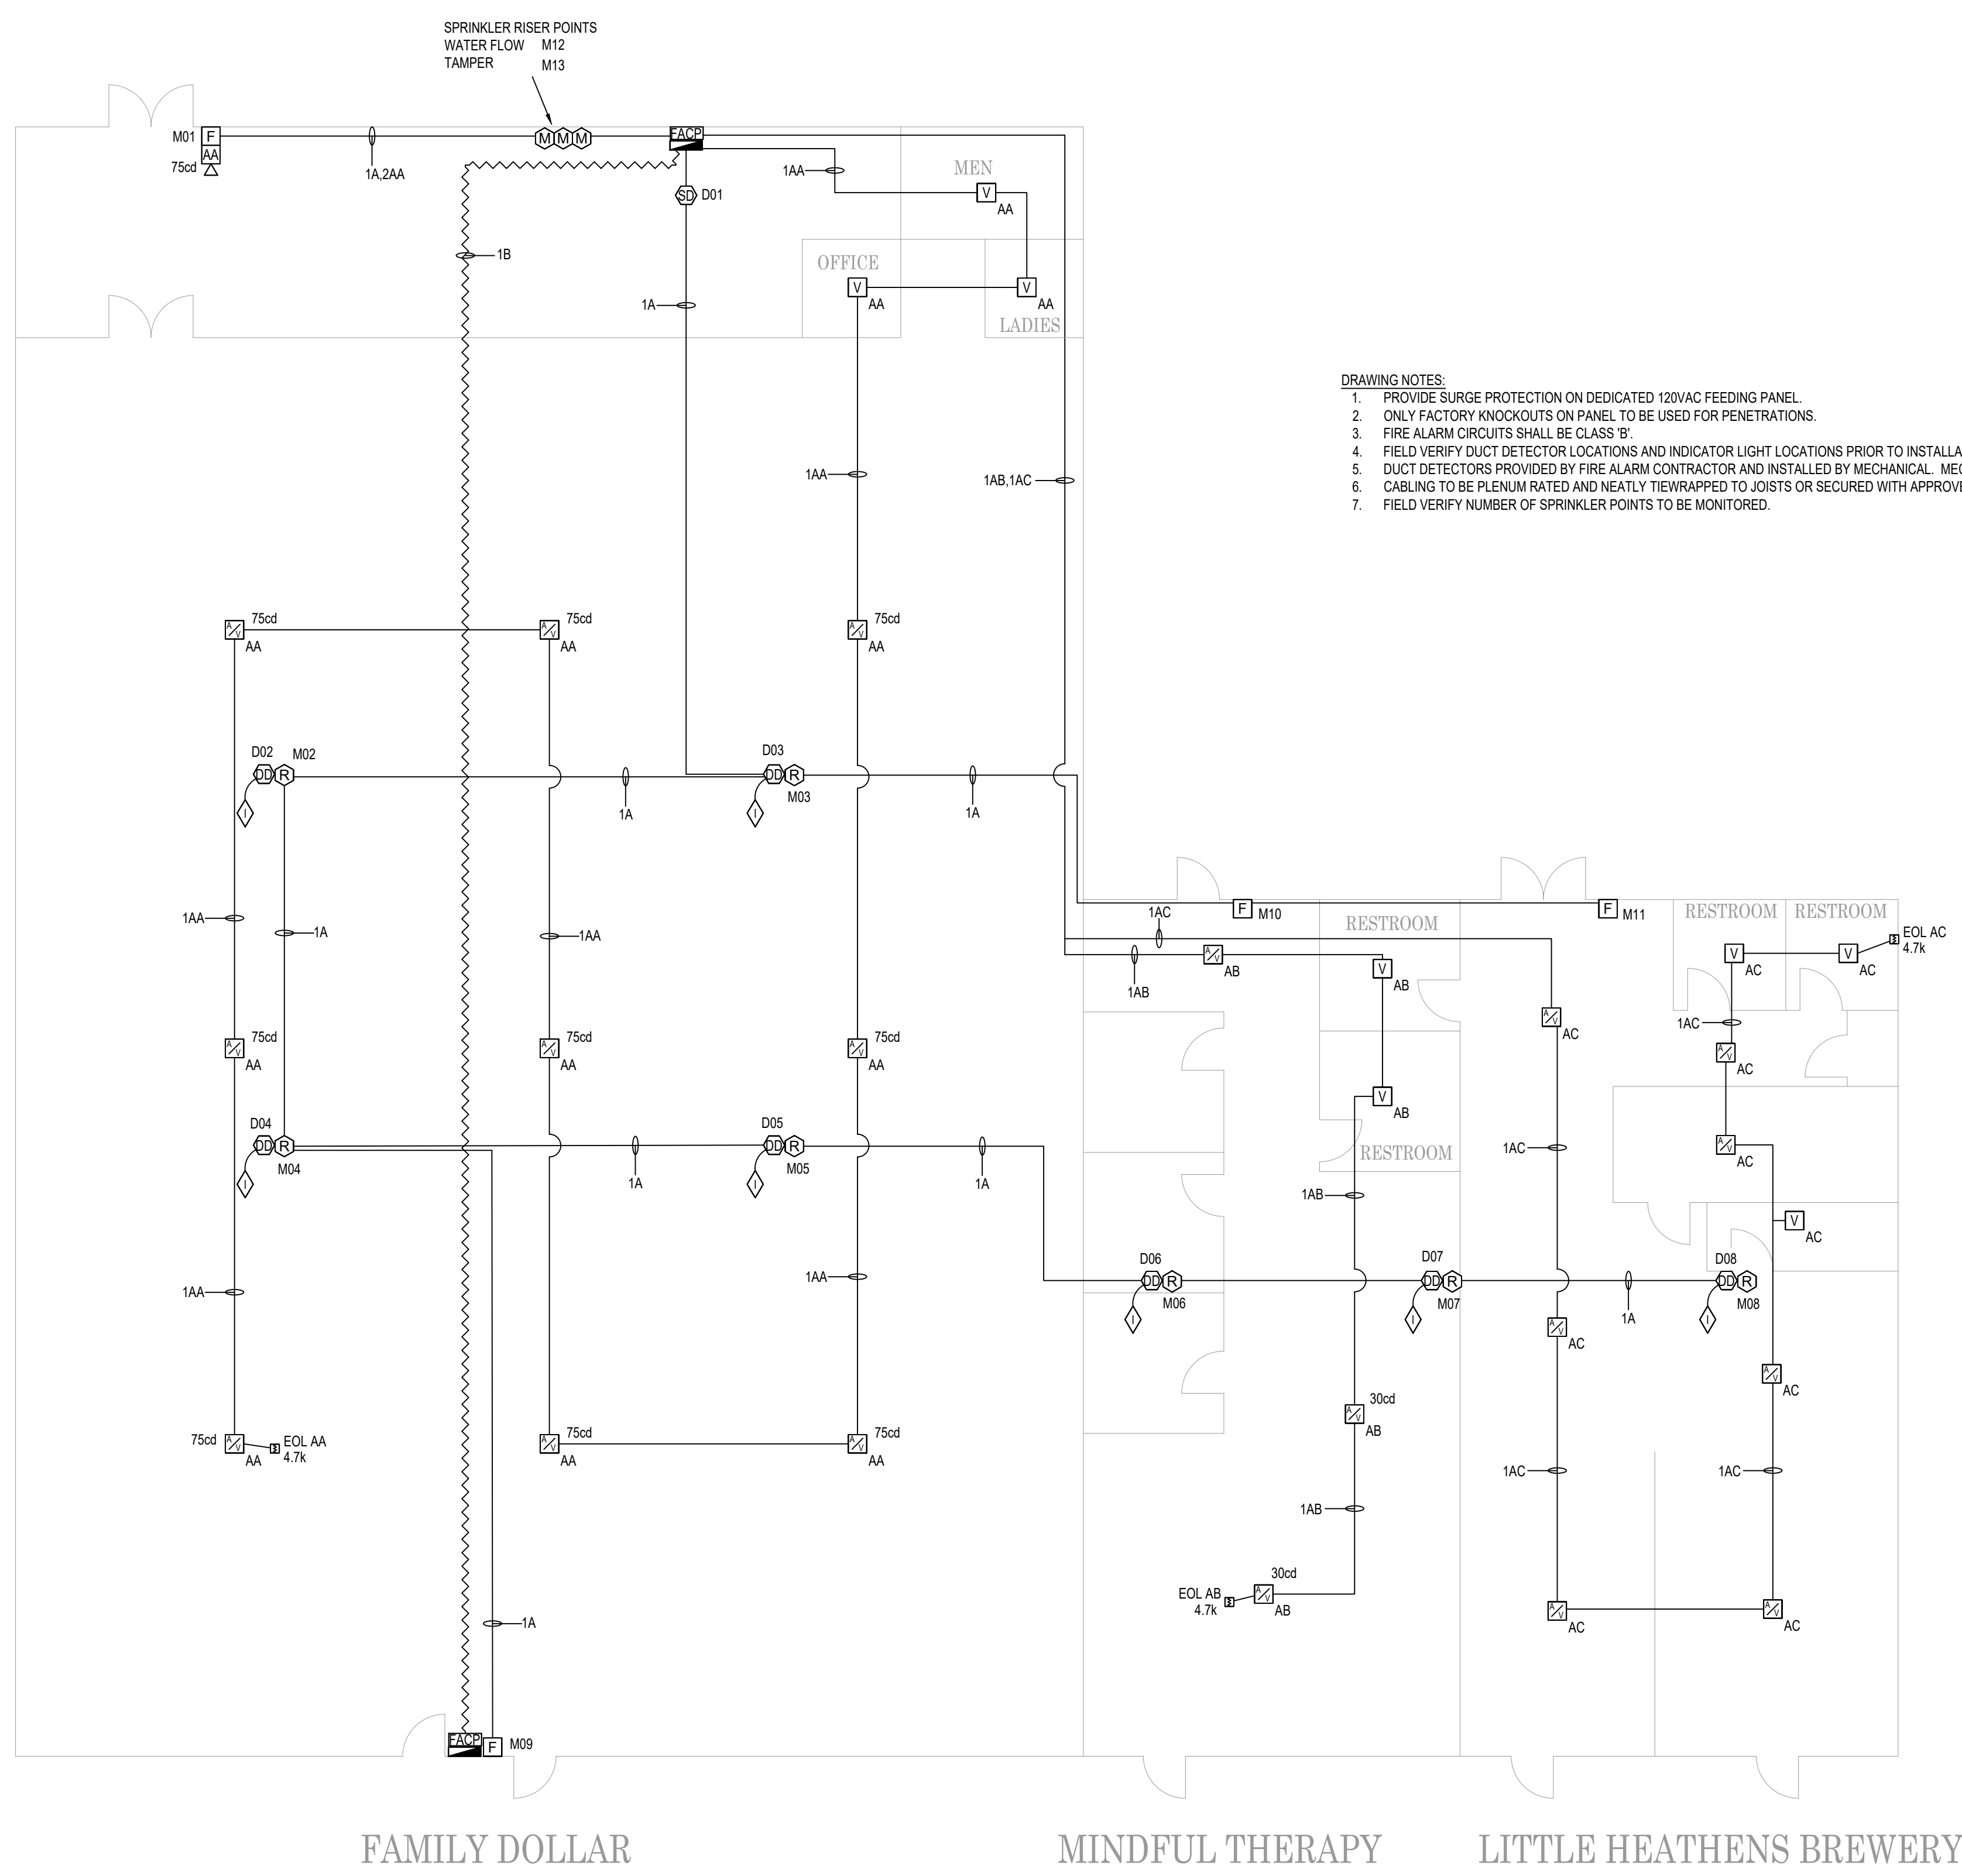 SPRINKLER RISER POINTS
WATER FLOW M12
TAMPER M13
M01 F
AA
75cd
1A,2AA
M M M
FACP
1AA
MEN
V
AA
SD D01
1B
1A
OFFICE
V
AA
V
AA
LADIES
DRAWING NOTES:
1. PROVIDE SURGE PROTECTION ON DEDICATED 120VAC FEEDING PANEL.
2. ONLY FACTORY KNOCKOUTS ON PANEL TO BE USED FOR PENETRATIONS.
3. FIRE ALARM CIRCUITS SHALL BE CLASS 'B'.
4. FIELD VERIFY DUCT DETECTOR LOCATIONS AND INDICATOR LIGHT LOCATIONS PRIOR TO INSTALLA
5. DUCT DETECTORS PROVIDED BY FIRE ALARM CONTRACTOR AND INSTALLED BY MECHANICAL. MEC
6. CABLING TO BE PLENUM RATED AND NEATLY TIEWRAPPED TO JOISTS OR SECURED WITH APPROVE
7. FIELD VERIFY NUMBER OF SPRINKLER POINTS TO BE MONITORED.
1AA
1AB,1AC
A/V 75cd
AA
A/V 75cd
AA
A/V 75cd
AA
D02 M02
DD R
I
1A
D03
DD R
M03
I
1A
1AA
1A
1AA
F M10
F M11
1AC
1AB
A/V
AB
RESTROOM
V
AB
RESTROOM
RESTROOM
V
AC
V
AC
EOL AC
4.7k
A/V
AC
1AC
A/V
AC
A/V 75cd
AA
A/V 75cd
AA
A/V 75cd
AA
V
AB
RESTROOM
D04
DD R
M04
I
1A
D05
DD R
M05
I
1A
1AC
A/V
AC
1AB
V
AC
1AA
1AA
D06
DD R
M06
I
D07
DD R
M07
I
1A
D08
DD R
M08
I
A/V
AC
A/V
AC
A/V 30cd
AB
75cd A/V
AA
EOL AA
4.7k
A/V 75cd
AA
A/V 75cd
AA
1AC
1AC
1AB
EOL AB
4.7k
A/V 30cd
AB
A/V
AC
A/V
AC
1A
FACP F M09
FAMILY DOLLAR
MINDFUL THERAPY
LITTLE HEATHENS BREWERY